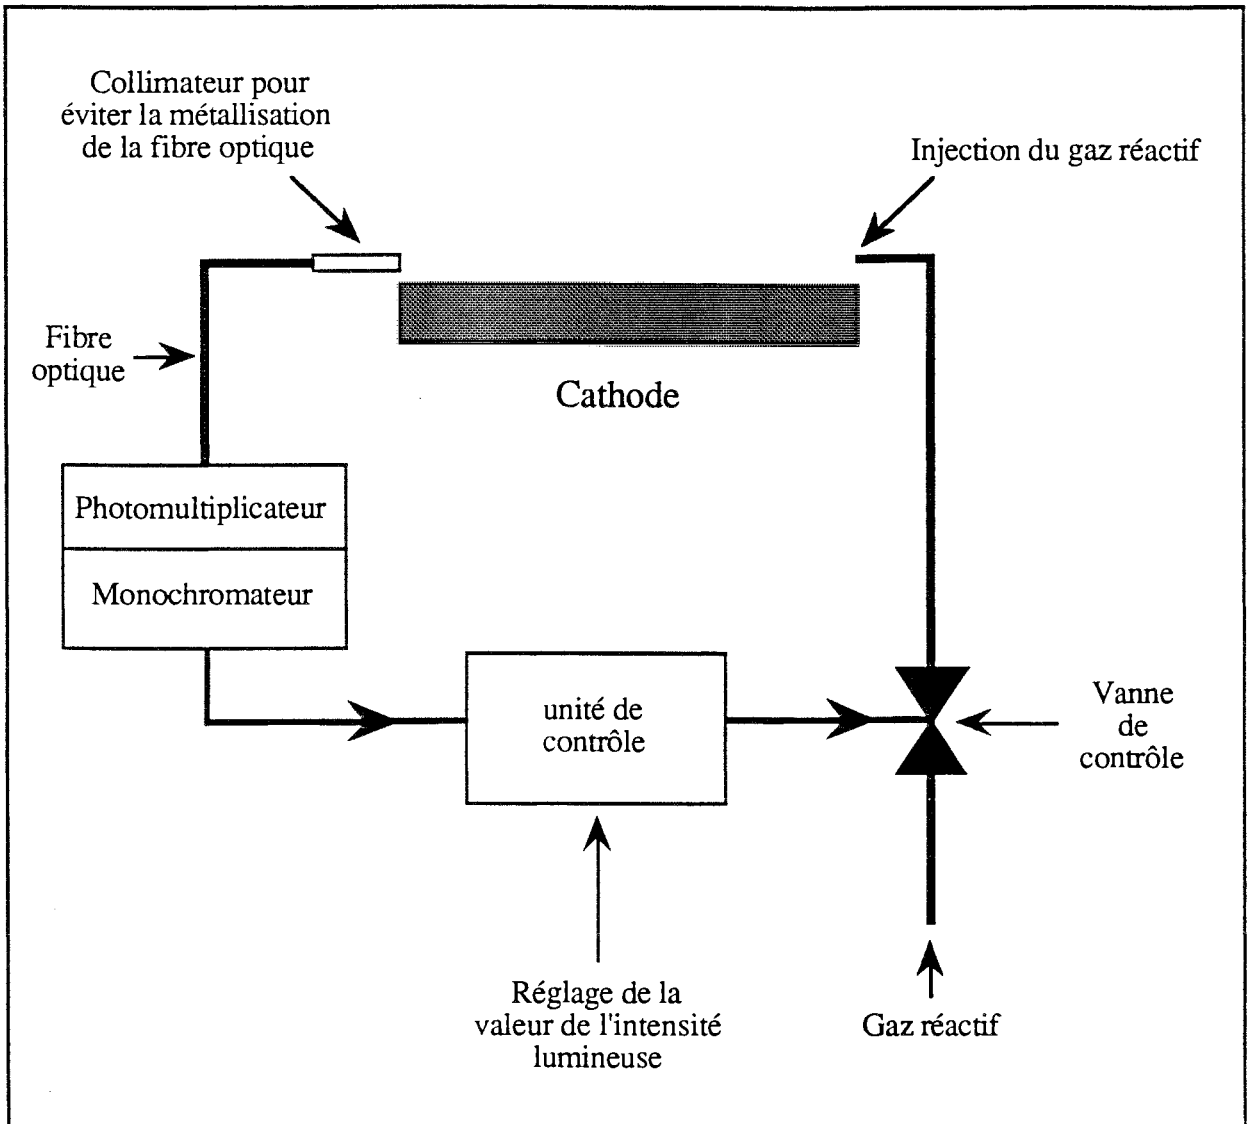 Collimateur pour
éviter la métallisation
de la fibre optique
Injection du gaz réactif
Fibre
optique
Cathode
Photomultiplicateur
Monochromateur
unité de
contrôle
Vanne
de
contrôle
Réglage de la
valeur de l'intensité
lumineuse
Gaz réactif